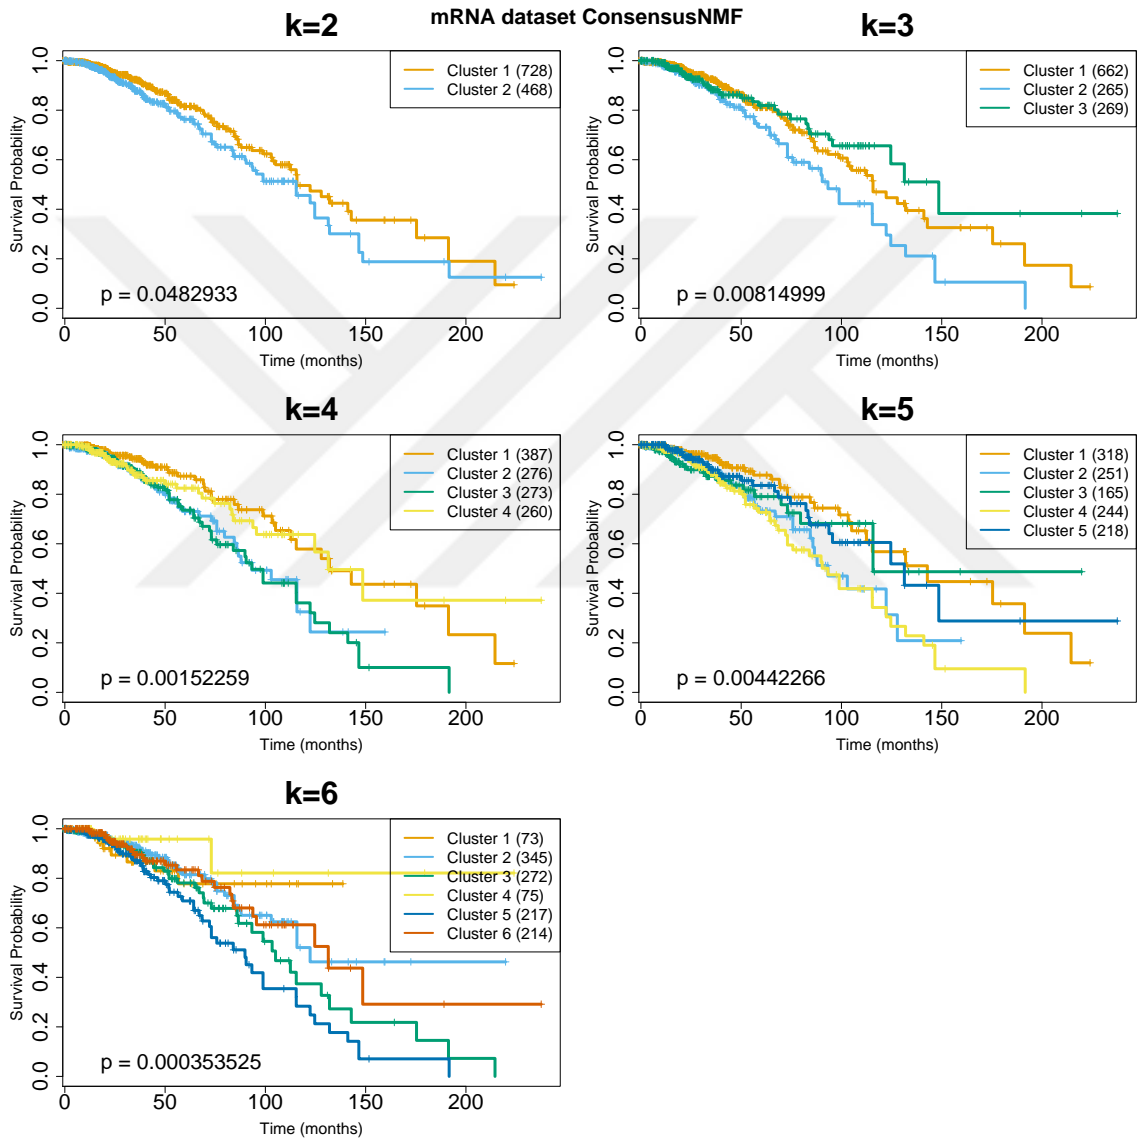 mRNA dataset ConsensusNMF
k=2
Survival Probability
0.0 0.2 0.4 0.6 0.8 1.0
Cluster 1 (728)
Cluster 2 (468)
p = 0.0482933
0 50 100 150 200
Time (months)
k=3
Survival Probability
0.0 0.2 0.4 0.6 0.8 1.0
Cluster 1 (662)
Cluster 2 (265)
Cluster 3 (269)
p = 0.00814999
0 50 100 150 200
Time (months)
k=4
Survival Probability
0.0 0.2 0.4 0.6 0.8 1.0
Cluster 1 (387)
Cluster 2 (276)
Cluster 3 (273)
Cluster 4 (260)
p = 0.00152259
0 50 100 150 200
Time (months)
k=5
Survival Probability
0.0 0.2 0.4 0.6 0.8 1.0
Cluster 1 (318)
Cluster 2 (251)
Cluster 3 (165)
Cluster 4 (244)
Cluster 5 (218)
p = 0.00442266
0 50 100 150 200
Time (months)
k=6
Survival Probability
0.0 0.2 0.4 0.6 0.8 1.0
Cluster 1 (73)
Cluster 2 (345)
Cluster 3 (272)
Cluster 4 (75)
Cluster 5 (217)
Cluster 6 (214)
p = 0.000353525
0 50 100 150 200
Time (months)